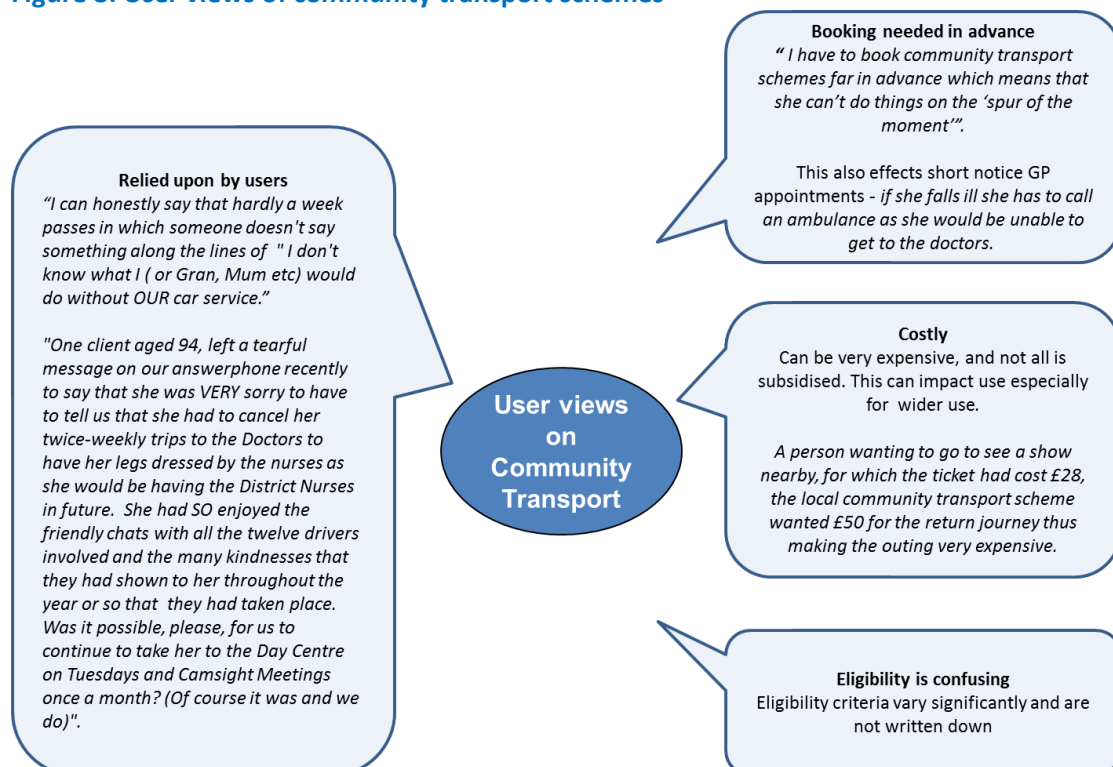 Relied upon by users
“I can honestly say that hardly a week
passes in which someone doesn't say
something along the lines of " I don't
know what I ( or Gran, Mum etc) would
do without OUR car service.”
"One client aged 94, left a tearful
message on our answerphone recently
to say that she was VERY sorry to have
to tell us that she had to cancel her
twice-weekly trips to the Doctors to
have her legs dressed by the nurses as
she would be having the District Nurses
in future. She had SO enjoyed the
friendly chats with all the twelve drivers
involved and the many kindnesses that
they had shown to her throughout the
year or so that they had taken place.
Was it possible, please, for us to
continue to take her to the Day Centre
on Tuesdays and Camsight Meetings
once a month? (Of course it was and we
do)".
User views
on
Community
Transport
Booking needed in advance
“ I have to book community transport
schemes far in advance which means that
she can’t do things on the ‘spur of the
moment’”.
This also effects short notice GP
appointments - if she falls ill she has to call
an ambulance as she would be unable to
get to the doctors.
Costly
Can be very expensive, and not all is
subsidised. This can impact use especially
for wider use.
A person wanting to go to see a show
nearby, for which the ticket had cost £28,
the local community transport scheme
wanted £50 for the return journey thus
making the outing very expensive.
Eligibility is confusing
Eligibility criteria vary significantly and are
not written down